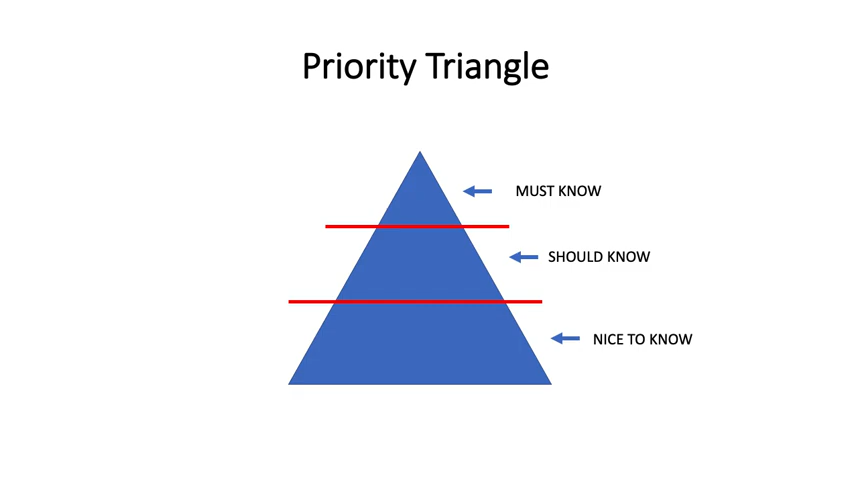 Priority Triangle
MUST KNOW
SHOULD KNOW
NICE TO KNOW